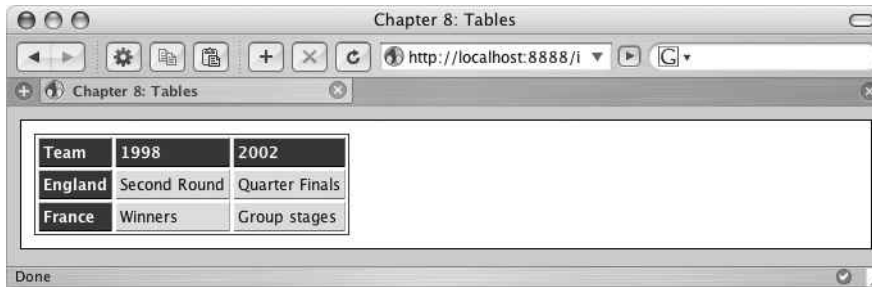 Chapter 8: Tables
http://localhost:8888/i G
Chapter 8: Tables
Team 1998 2002
England Second Round Quarter Finals
France Winners Group stages
Done